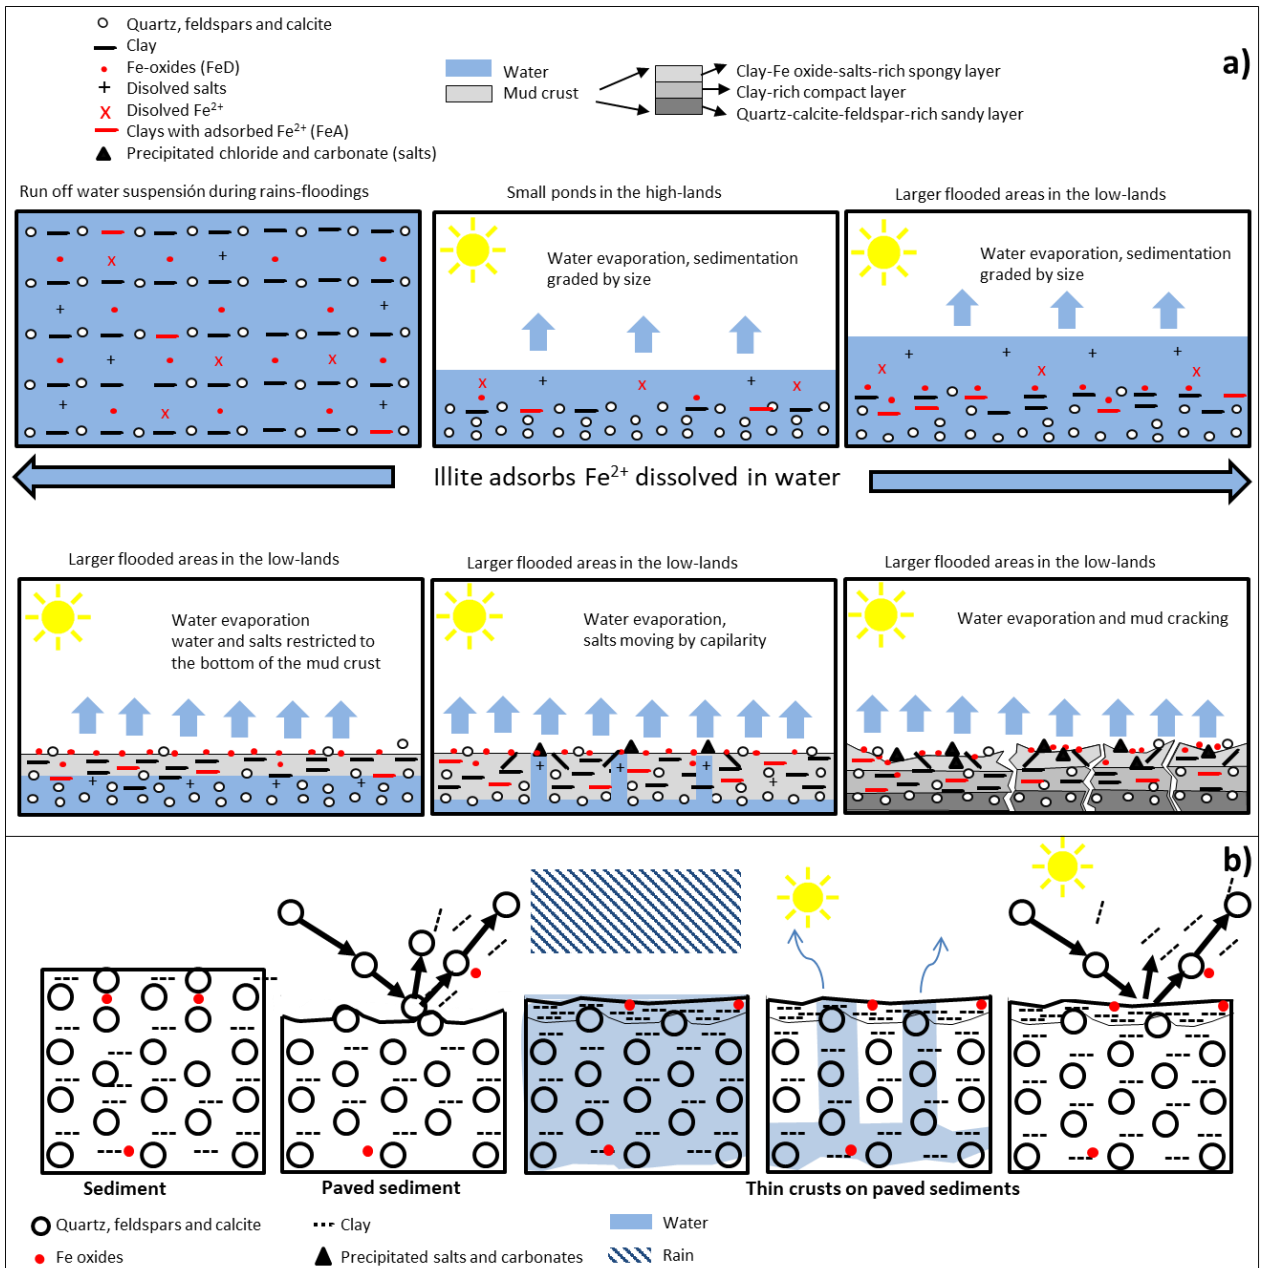 Quartz, feldspars and calcite
Clay
Fe-oxides (FeD)
Disolved salts
Disolved Fe²⁺
Clays with adsorbed Fe²⁺ (FeA)
Precipitated chloride and carbonate (salts)
Water
Mud crust
Clay-Fe oxide-salts-rich spongy layer
Clay-rich compact layer
Quartz-calcite-feldspar-rich sandy layer
a)
Run off water suspensión during rains-floodings
Small ponds in the high-lands
Larger flooded areas in the low-lands
Water evaporation, sedimentation
graded by size
Water evaporation, sedimentation
graded by size
Illite adsorbs Fe²⁺ dissolved in water
Larger flooded areas in the low-lands
Larger flooded areas in the low-lands
Larger flooded areas in the low-lands
Water evaporation
water and salts restricted to
the bottom of the mud crust
Water evaporation,
salts moving by capilarity
Water evaporation and mud cracking
b)
Sediment
Paved sediment
Thin crusts on paved sediments
Quartz, feldspars and calcite
Clay
Water
Fe oxides
Precipitated salts and carbonates
Rain